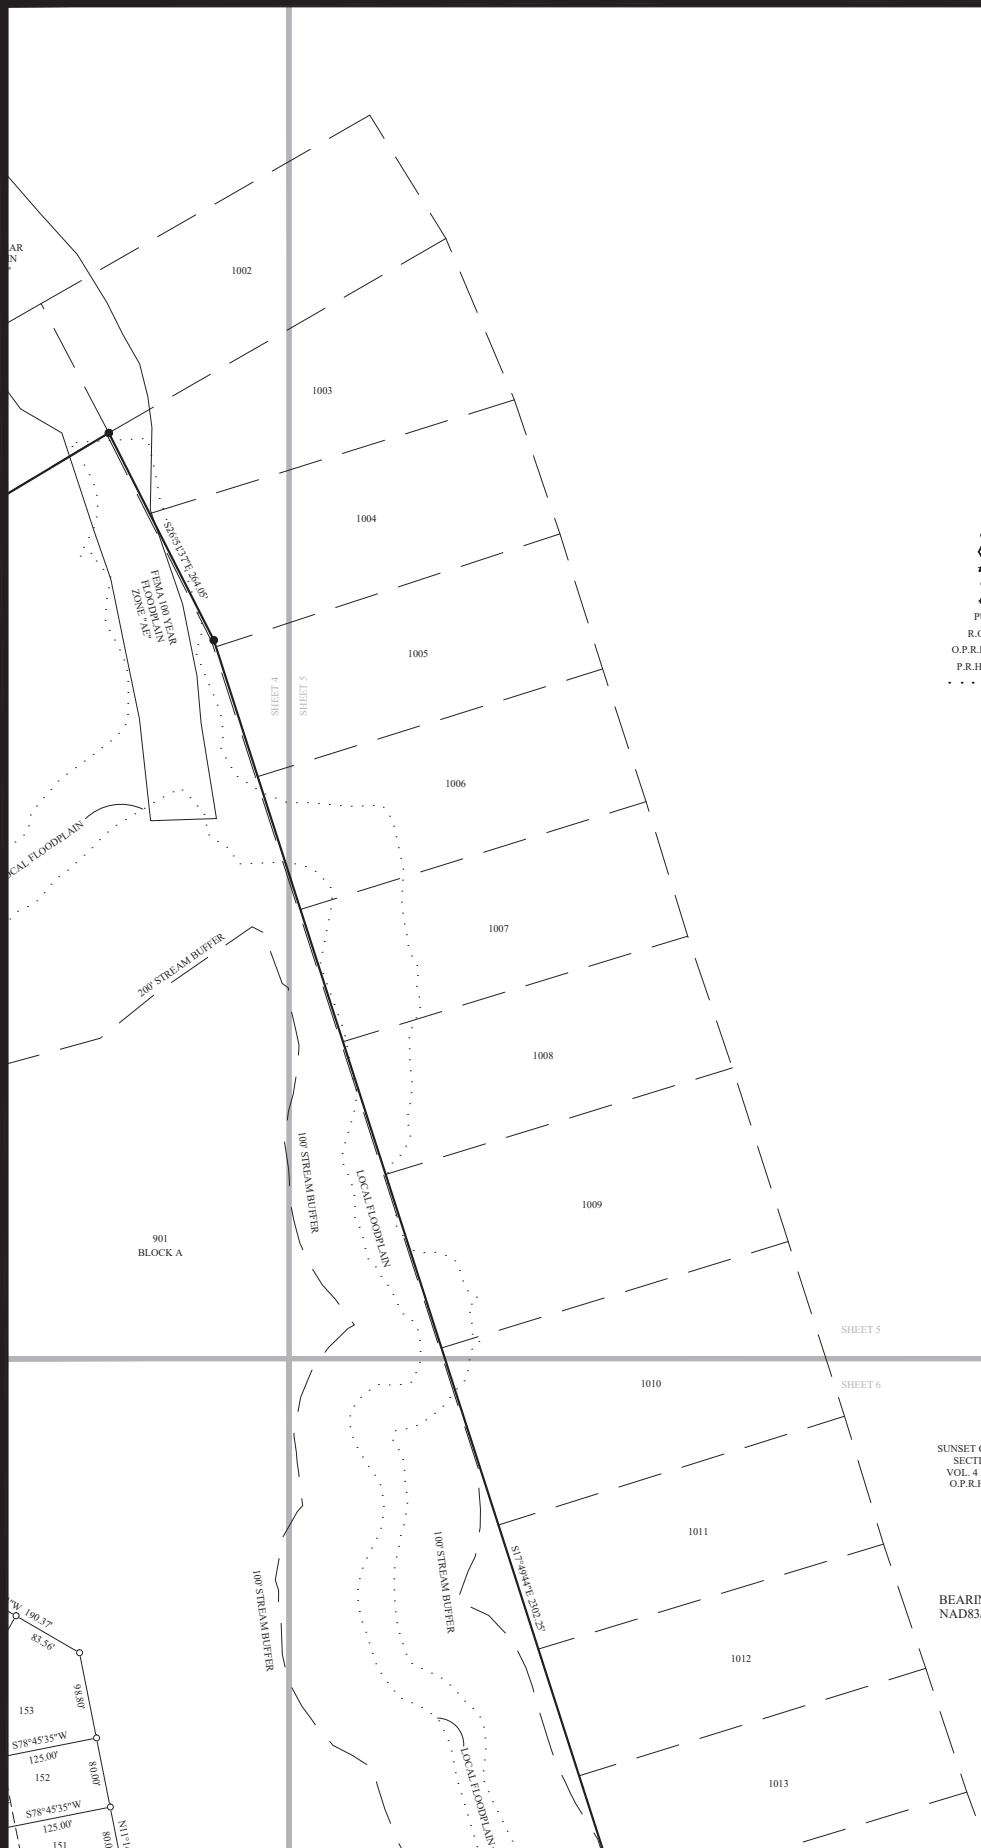 1002
1003
1004
S26°51'37"E 264.05'
FEMA 100 YEAR
FLOODPLAIN
ZONE "AE"
1005
SHEET 4
SHEET 5
1006
LOCAL FLOODPLAIN
1007
200' STREAM BUFFER
1008
100' STREAM BUFFER
LOCAL FLOODPLAIN
1009
901
BLOCK A
SHEET 5
SHEET 6
1010
SUNSET
VOL. 4
1011
S17°49'44"E 2302.25'
100' STREAM BUFFER
100' STREAM BUFFER
NAD83
1012
190.37'
83.56'
98.80'
153
S78°45'35"W
125.00'
152
80.00'
S78°45'35"W
125.00'
151
LOCAL FLOODPLAIN
1013